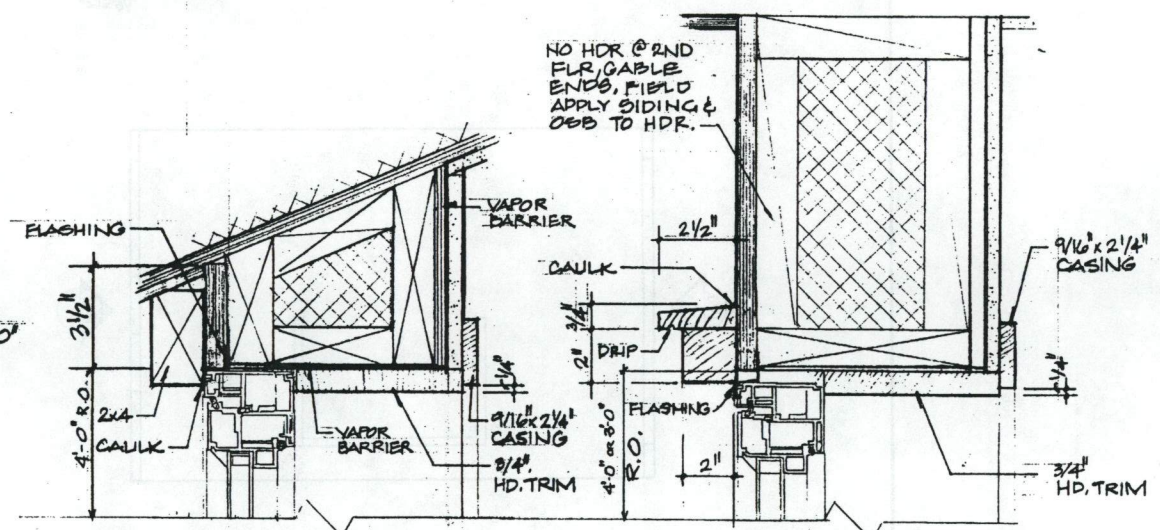 NO HDR @ 2ND
FLR, GABLE
ENDS, FIELD
APPLY SIDING &
OSB TO HDR.
FLASHING
VAPOR
BARRIER
3 1/2"
0"
4'-0" R.O.
2x4
CAULK
VAPOR
BARRIER
1/4"
9/16" x 2 1/4"
CASING
3/4"
HD. TRIM
2 1/2"
CAULK
3/4"
DRIP
2"
FLASHING
4'-0" OR 3'-0"
R.O.
2"
9/16" x 2 1/4"
CASING
1/4"
3/4"
HD. TRIM